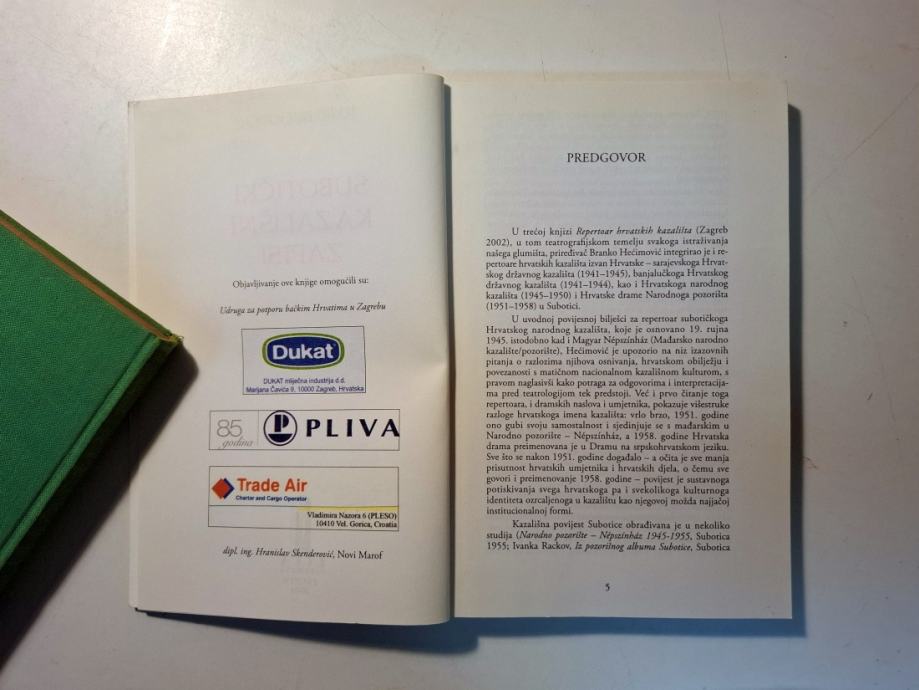 Objavljivanje ove knjige omogućili su:
Udruga za potporu bačkim Hrvatima u Zagrebu
Dukat
DUKAT mliječna industrija d.d.
Marijana Čavića 9, 10000 Zagreb, Hrvatska
85 godina
PLIVA
Trade Air
Charter and Cargo Operator
Vladimira Nazora 6 (PLESO)
10410 Vel. Gorica, Croatia
dipl. ing. Hranislav Skenderović, Novi Marof
PREDGOVOR
U trećoj knjizi Repertoar hrvatskih kazališta (Zagreb
2002), u tom teatrografijskom temelju svakoga istraživanja
našega glumišta, priređivač Branko Hećimović integrirao je i re-
pertoare hrvatskih kazališta izvan Hrvatske – sarajevskoga Hrvat-
skog državnog kazališta (1941–1945), banjalučkoga Hrvatskog
državnog kazališta (1941–1944), kao i Hrvatskoga narodnog
kazališta (1945–1950) i Hrvatske drame Narodnoga pozorišta
(1951–1958) u Subotici.
U uvodnoj povijesnoj bilješci za repertoar subotičkoga
Hrvatskog narodnog kazališta, koje je osnovano 19. rujna
1945. istodobno kad i Magyar Népszínház (Mađarsko narodno
kazalište/pozorište), Hećimović je upozorio na niz izazovnih
pitanja o razlozima njihova osnivanja, hrvatskom obilježju i
povezanosti s matičnom nacionalnom kazališnom kulturom, s
pravom naglasivši kako potraga za odgovorima i interpretacija-
ma pred teatrologijom tek predstoji. Već i prvo čitanje toga
repertoara, i dramskih naslova i umjetnika, pokazuje višestruke
razloge hrvatskoga imena kazališta: vrlo brzo, 1951. godine
ono gubi svoju samostalnost i sjedinjuje se s mađarskim u
Narodno pozorište – Népszínház, a 1958. godine Hrvatska
drama preimenovana je u Dramu na srpskohrvatskom jeziku.
Sve što se nakon 1951. godine događalo – a očita je sve manja
prisutnost hrvatskih umjetnika i hrvatskih djela, o čemu sve
govori i preimenovanje 1958. godine – povijest je sustavnoga
potiskivanja svega hrvatskoga pa i svekolikoga kulturnoga
identiteta ozrcaljenoga u kazalištu kao njegovoj možda najjačoj
institucionalnoj formi.
Kazališna povijest Subotice obrađivana je u nekoliko
studija (Narodno pozorište – Népszínház 1945-1955, Subotica
1955; Ivanka Rackov, Iz pozorišnog albuma Subotice, Subotica
5